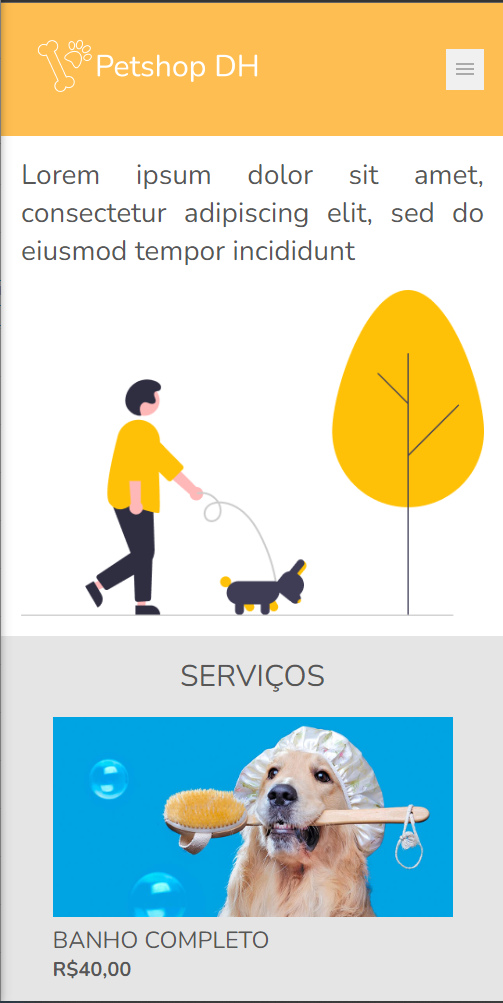 Petshop DH
Lorem ipsum dolor sit amet,
consectetur adipiscing elit, sed do
eiusmod tempor incididunt
SERVIÇOS
BANHO COMPLETO
R$40,00